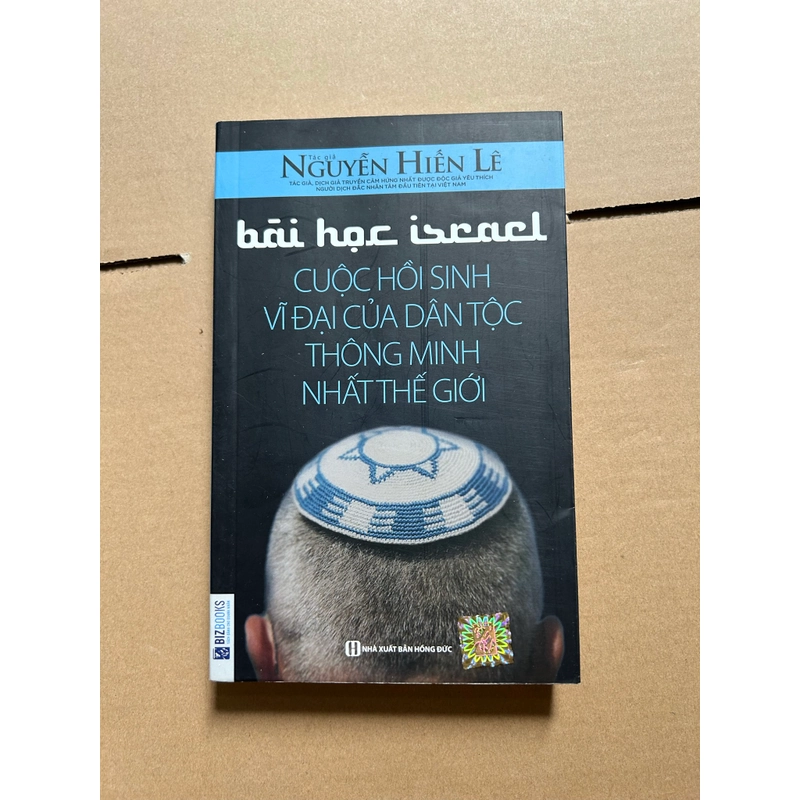 Tác giả
NGUYỄN HIẾN LÊ
TÁC GIẢ, DỊCH GIẢ TRUYỀN CẢM HỨNG NHẤT ĐƯỢC ĐỘC GIẢ YÊU THÍCH
NGƯỜI DỊCH ĐẮC NHÂN TÂM ĐẦU TIÊN TẠI VIỆT NAM
bài học israel
CUỘC HỒI SINH
VĨ ĐẠI CỦA DÂN TỘC
THÔNG MINH
NHẤT THẾ GIỚI
BIZBOOKS
NHÀ XUẤT BẢN HỒNG ĐỨC